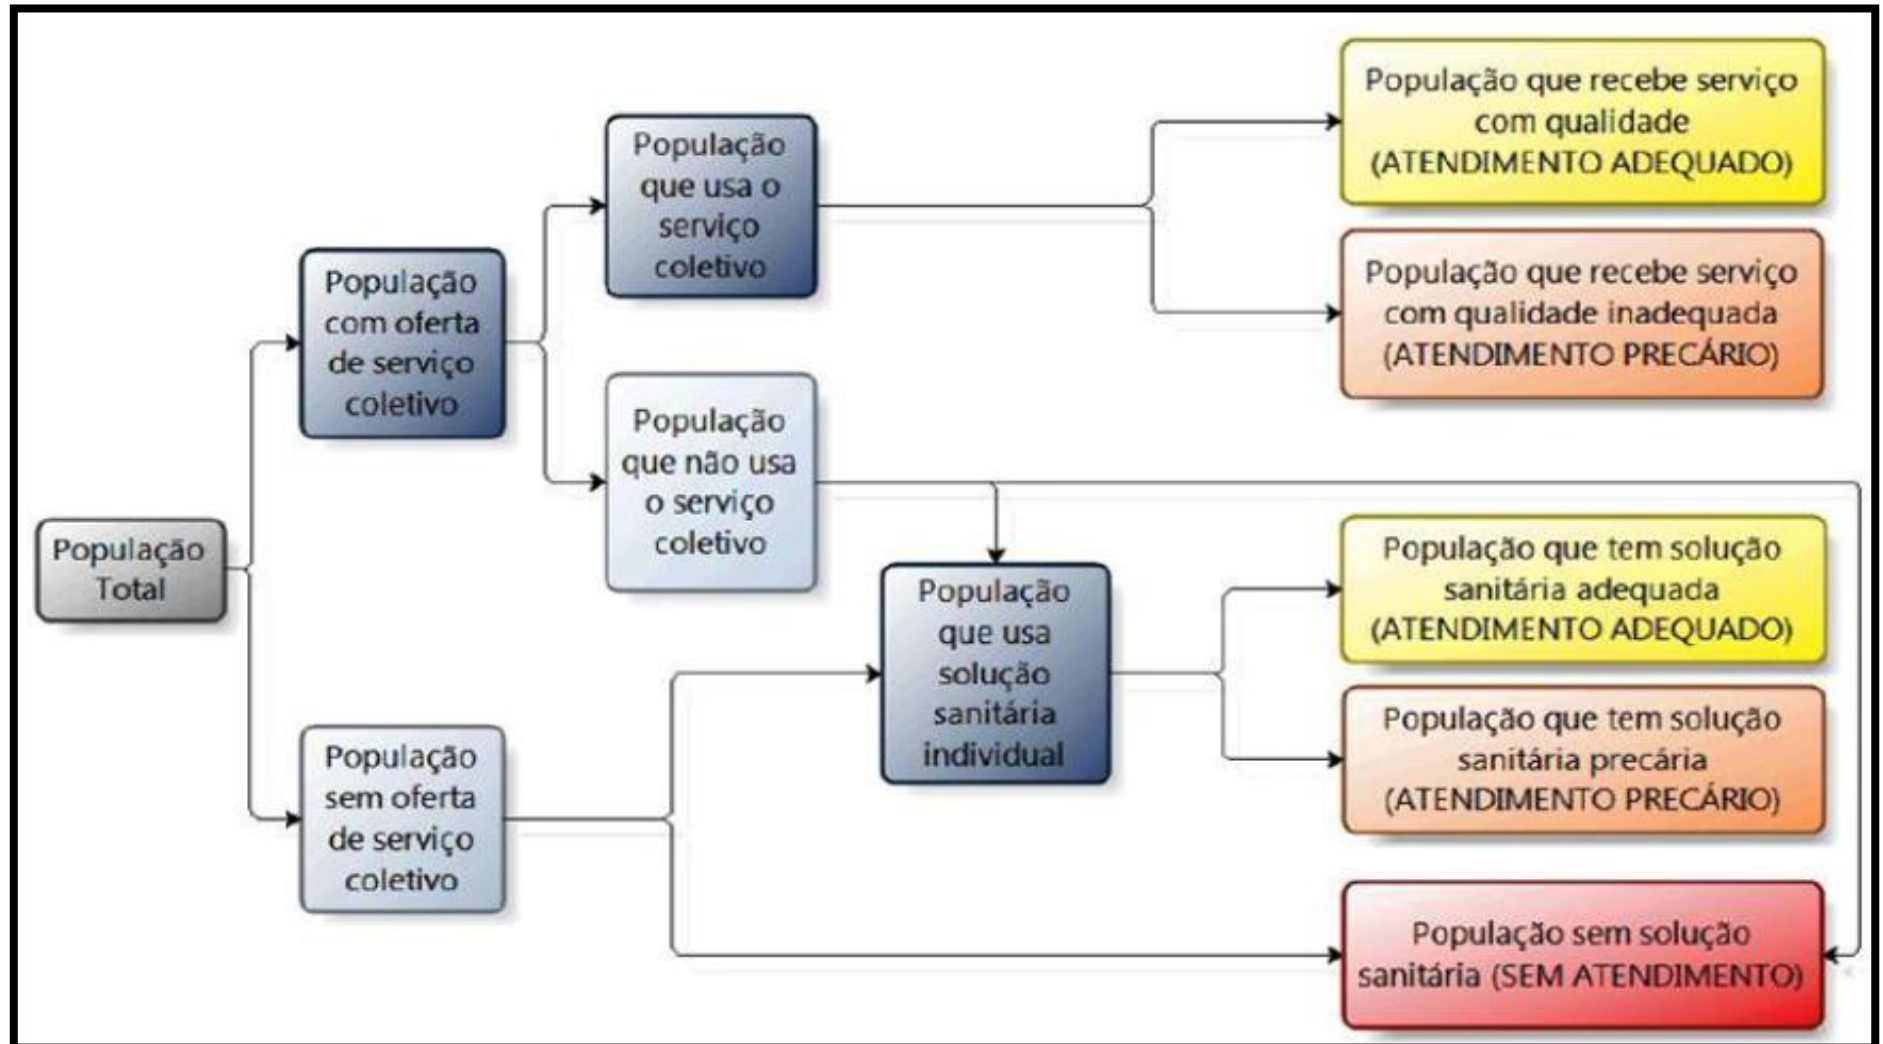 População que recebe serviço
com qualidade
(ATENDIMENTO ADEQUADO)
População
que usa o
serviço
coletivo
População que recebe serviço
com qualidade inadequada
(ATENDIMENTO PRECÁRIO)
População
com oferta
de serviço
coletivo
População
que não usa
o serviço
coletivo
População
Total
População que tem solução
sanitária adequada
(ATENDIMENTO ADEQUADO)
População
que usa
solução
sanitária
individual
População que tem solução
sanitária precária
(ATENDIMENTO PRECÁRIO)
População
sem oferta
de serviço
coletivo
População sem solução
sanitária (SEM ATENDIMENTO)